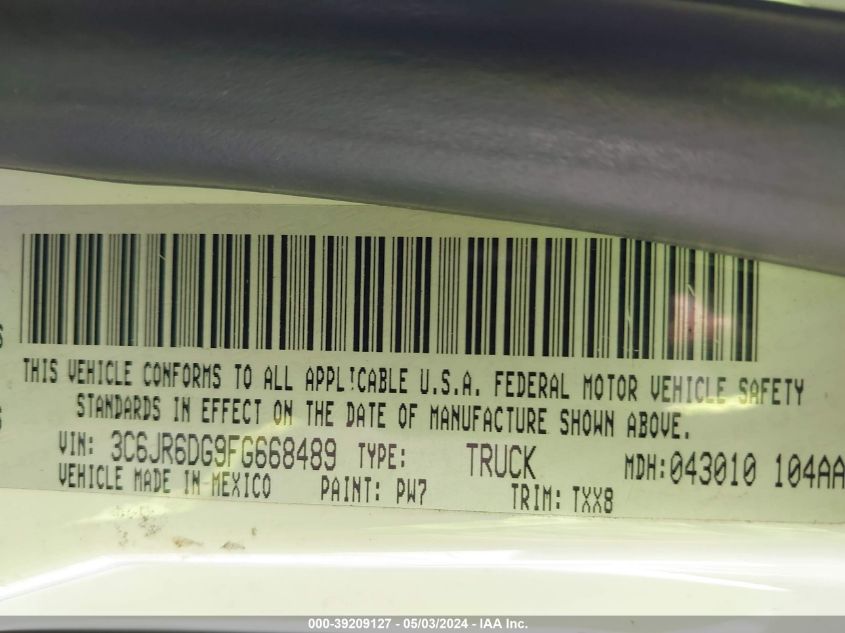 THIS VEHICLE CONFORMS TO ALL APPL!CABLE U.S.A. FEDERAL MOTOR VEHICLE SAFETY
STANDARDS IN EFFECT ON THE DATE OF MANUFACTURE SHOWN ABOVE.
VIN: 3C6JR6DG9FG668489 TYPE: TRUCK MDH:043010 104AA
VEHICLE MADE IN MEXICO PAINT: PW7 TRIM: TXX8
000-39209127 - 05/03/2024 - IAA Inc.